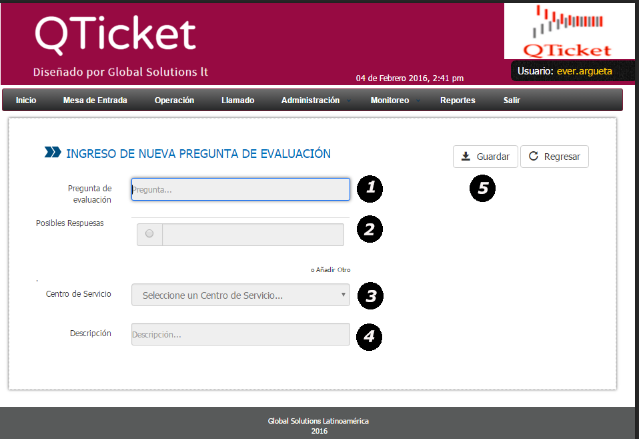 QTicket
Diseñado por Global Solutions lt
04 de Febrero 2016, 2:41 pm
QTicket
Usuario: ever.argueta
Inicio Mesa de Entrada Operación Llamado Administración Monitoreo Reportes Salir
INGRESO DE NUEVA PREGUNTA DE EVALUACIÓN
Guardar Regresar
5
Pregunta de
evaluación
Pregunta...
1
Posibles Respuesas
2
o Añadir Otro
Centro de Servicio
Seleccione un Centro de Servicio...
3
Descripción
Descripción...
4
Global Solutions Latinoamérica
2016